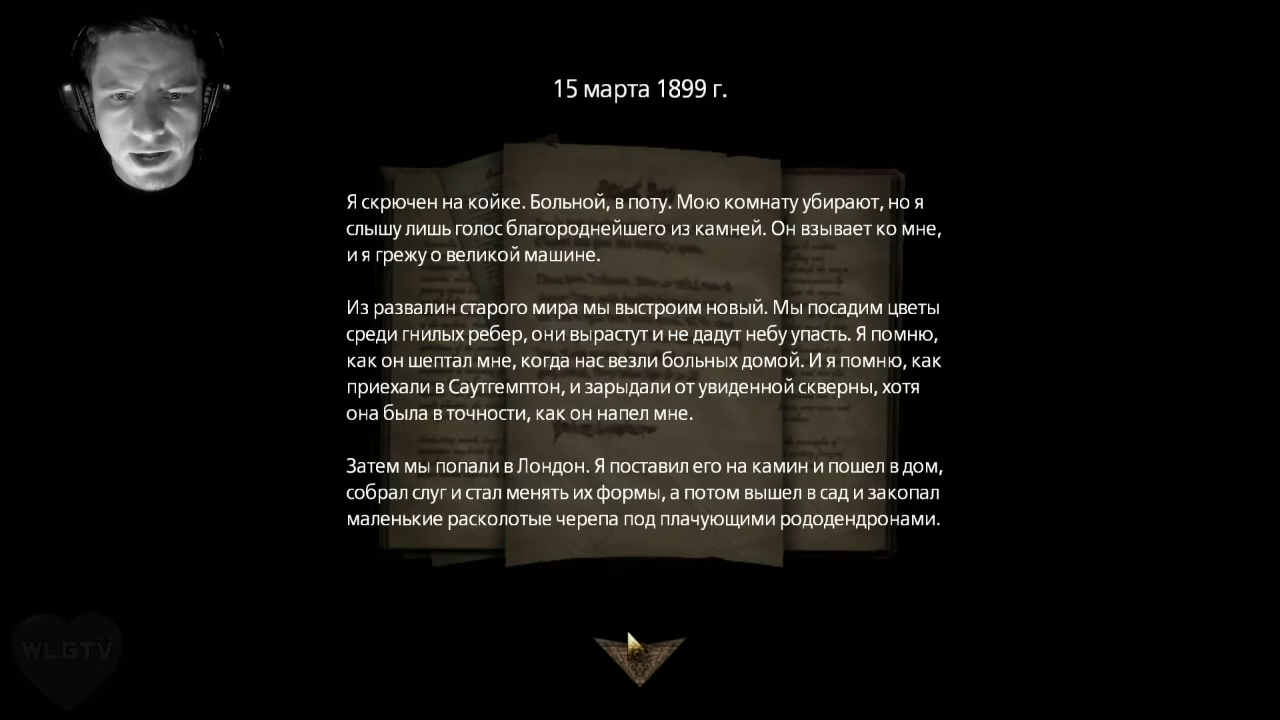 15 марта 1899 г.
Я скрючен на койке. Больной, в поту. Мою комнату убирают, но я
слышу лишь голос благороднейшего из камней. Он взывает ко мне,
и я грежу о великой машине.
Из развалин старого мира мы выстроим новый. Мы посадим цветы
среди гнилых ребер, они вырастут и не дадут небу упасть. Я помню,
как он шептал мне, когда нас везли больных домой. И я помню, как
приехали в Саутгемптон, и зарыдали от увиденной скверны, хотя
она была в точности, как он напел мне.
Затем мы попали в Лондон. Я поставил его на камин и пошел в дом,
собрал слуг и стал менять их формы, а потом вышел в сад и закопал
маленькие расколотые черепа под плачующими рододендронами.
WLGTV